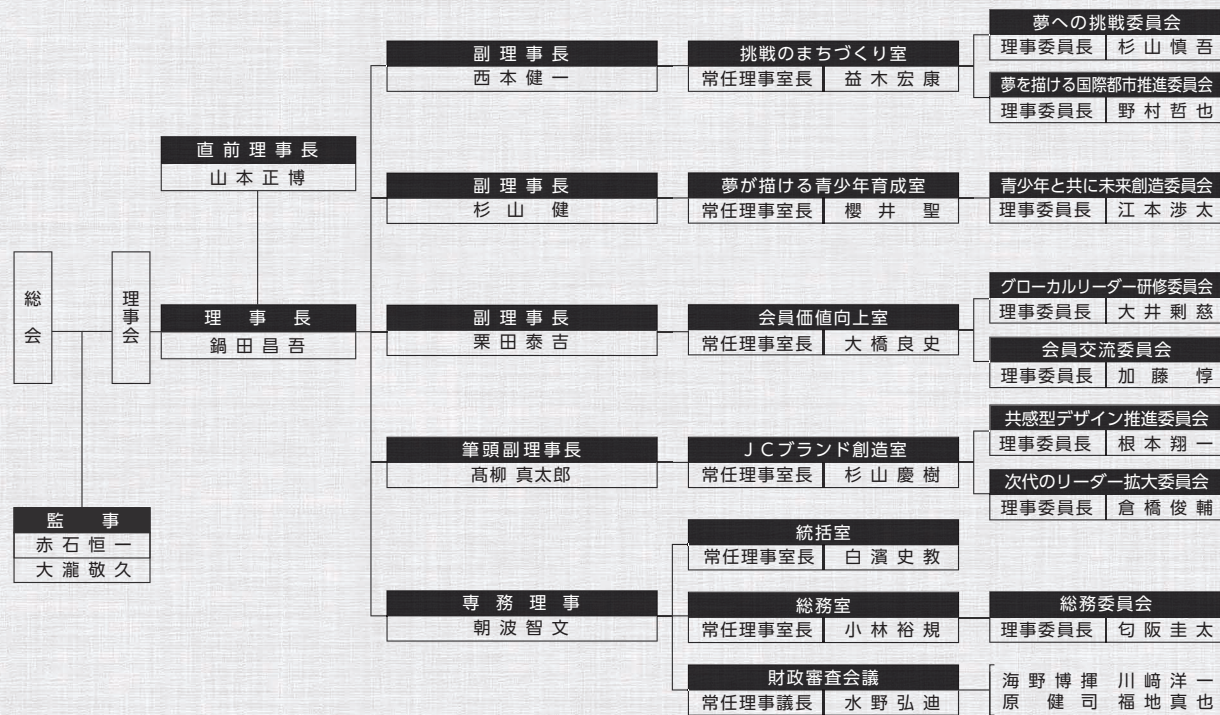 総会
理事会
監事
赤石恒一
大瀧敬久
直前理事長
山本正博
理事長
鍋田昌吾
副理事長
西本健一
挑戦のまちづくり室
常任理事室長 益木宏康
夢への挑戦委員会
理事委員長 杉山慎吾
夢を描ける国際都市推進委員会
理事委員長 野村哲也
副理事長
杉山 健
夢が描ける青少年育成室
常任理事室長 櫻井 聖
青少年と共に未来創造委員会
理事委員長 江本渉太
副理事長
栗田泰吉
会員価値向上室
常任理事室長 大橋良史
グローカルリーダー研修委員会
理事委員長 大井剰慈
会員交流委員会
理事委員長 加藤 惇
筆頭副理事長
髙柳 真太郎
JCブランド創造室
常任理事室長 杉山慶樹
共感型デザイン推進委員会
理事委員長 根本翔一
次代のリーダー拡大委員会
理事委員長 倉橋俊輔
専務理事
朝波智文
統括室
常任理事室長 白濱史教
総務室
常任理事室長 小林裕規
総務委員会
理事委員長 匂阪圭太
財政審査会議
常任理事議長 水野弘迪
海野博揮 川﨑洋一
原 健司 福地真也